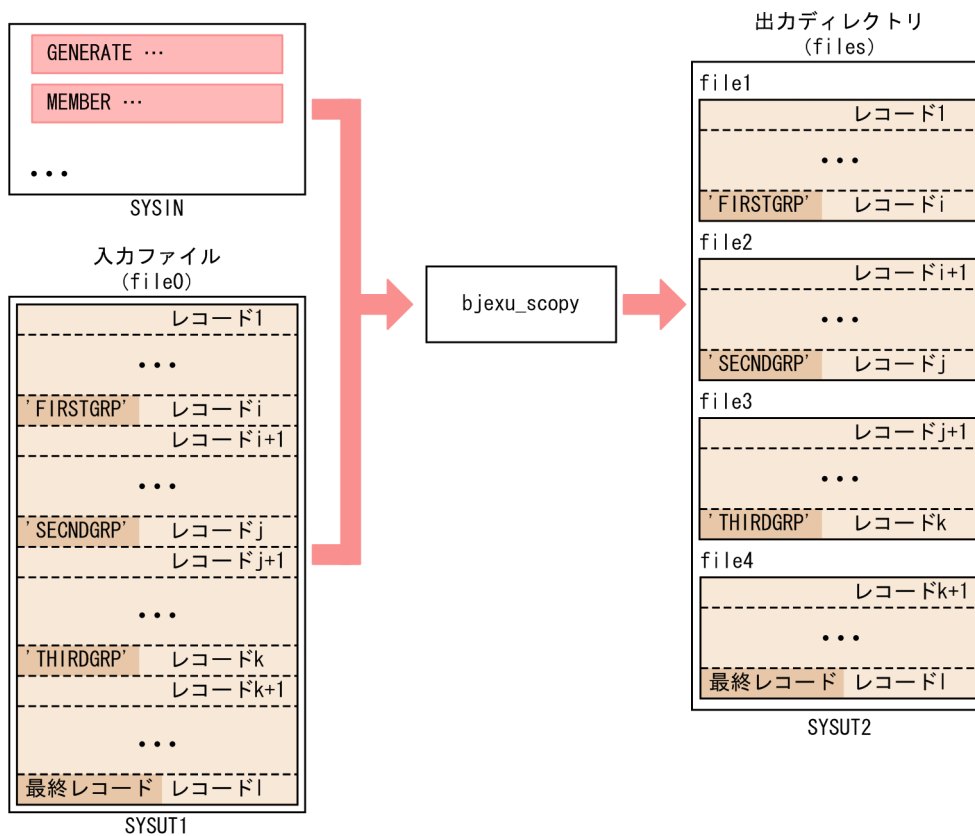 GENERATE …
MEMBER …
•••
SYSIN
入力ファイル
(file0)
レコード1
•••
'FIRSTGRP' レコードi
レコードi+1
•••
'SECNDGRP' レコードj
レコードj+1
•••
'THIRDGRP' レコードk
レコードk+1
•••
最終レコード レコードl
SYSUT1
bjexu_scopy
出力ディレクトリ
(files)
file1
レコード1
•••
'FIRSTGRP' レコードi
file2
レコードi+1
•••
'SECNDGRP' レコードj
file3
レコードj+1
•••
'THIRDGRP' レコードk
file4
レコードk+1
•••
最終レコード レコードl
SYSUT2